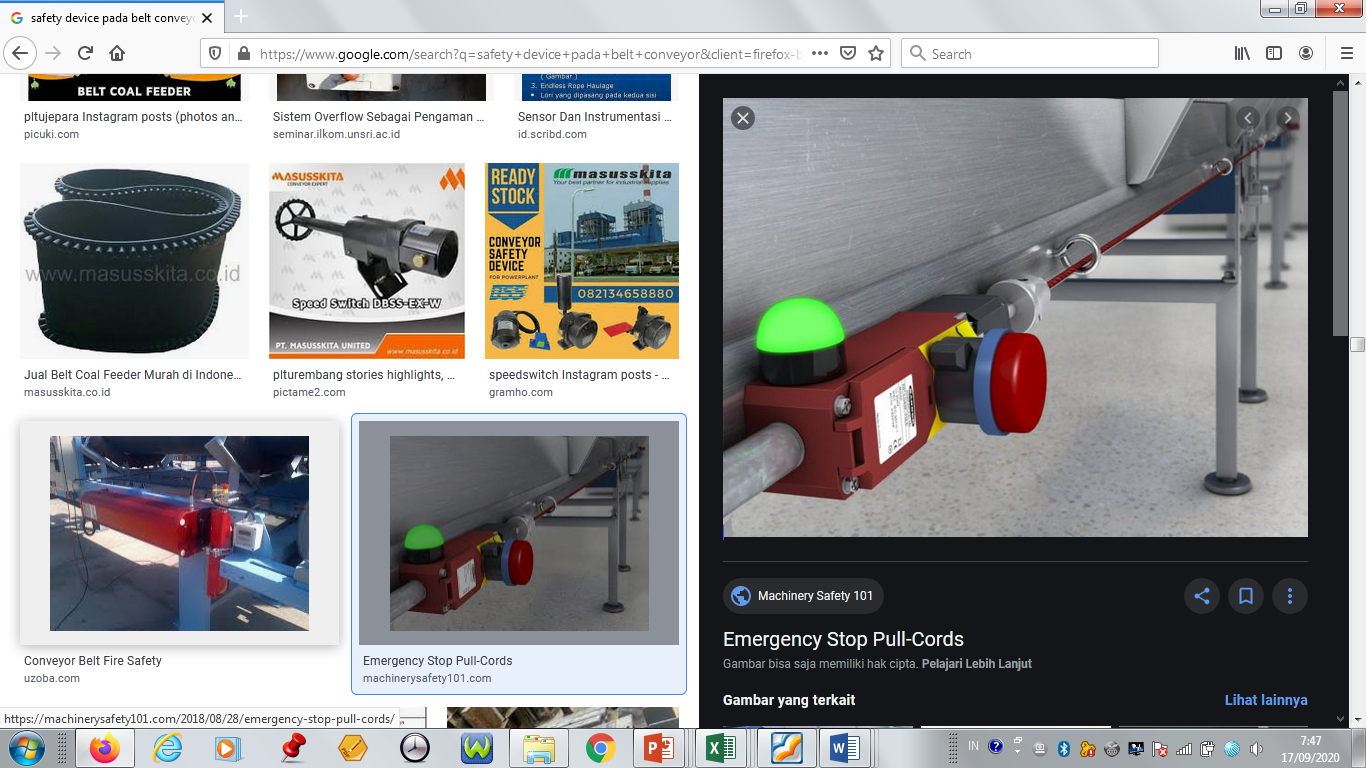 safety device pada belt convey
https://www.google.com/search?q=safety+device+pada+belt+conveyor&client=firefox-b
Search
BELT COAL FEEDER
( Gambar )
3. Endless Rope Haulage
• Lori yang dipasang pada kedua sisi
pltujepara Instagram posts (photos an...
picuki.com
Sistem Overflow Sebagai Pengaman ...
seminar.ilkom.unsri.ac.id
Sensor Dan Instrumentasi ...
id.scribd.com
www.masusskita.co.id
MASUSSKITA
CONVEYOR EXPERT
Speed Switch DBSS-EX-W
PT. MASUSSKITA UNITED
www.masusskita.co.id
READY
STOCK
masusskita
Your best partner for industrial supplies
CONVEYOR
SAFETY
DEVICE
FOR POWERPLANT
DSS
082134658880
Jual Belt Coal Feeder Murah di Indone...
masusskita.co.id
plturembang stories highlights, ...
pictame2.com
speedswitch Instagram posts - ...
gramho.com
Conveyor Belt Fire Safety
uzoba.com
Emergency Stop Pull-Cords
machinerysafety101.com
https://machinerysafety101.com/2018/08/28/emergency-stop-pull-cords/
Machinery Safety 101
Emergency Stop Pull-Cords
Gambar bisa saja memiliki hak cipta. Pelajari Lebih Lanjut
Gambar yang terkait
Lihat lainnya
IN
7:47
17/09/2020